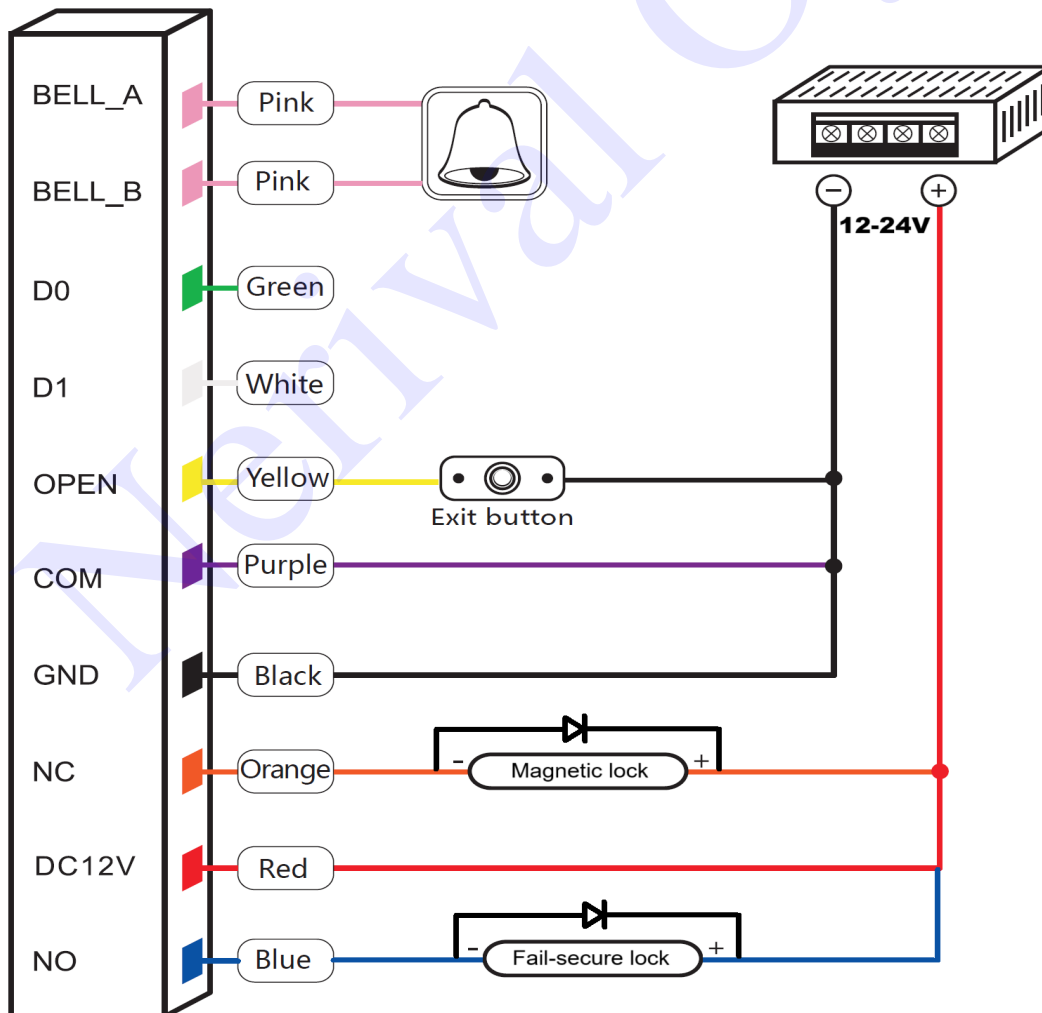 BELL_A Pink
BELL_B Pink
− +
12-24V
D0 Green
D1 White
OPEN Yellow
Exit button
COM Purple
GND Black
NC Orange - Magnetic lock +
DC12V Red
NO Blue - Fail-secure lock +
Nerival